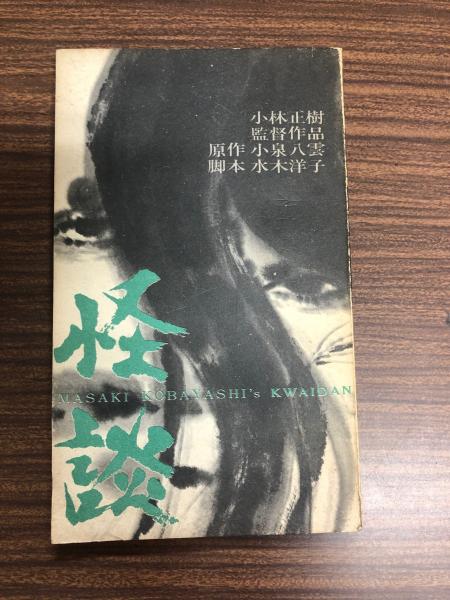 小林正樹
監督作品
原作 小泉八雲
脚本 水木洋子
怪談
MASAKI KOBAYASHI's KWAIDAN